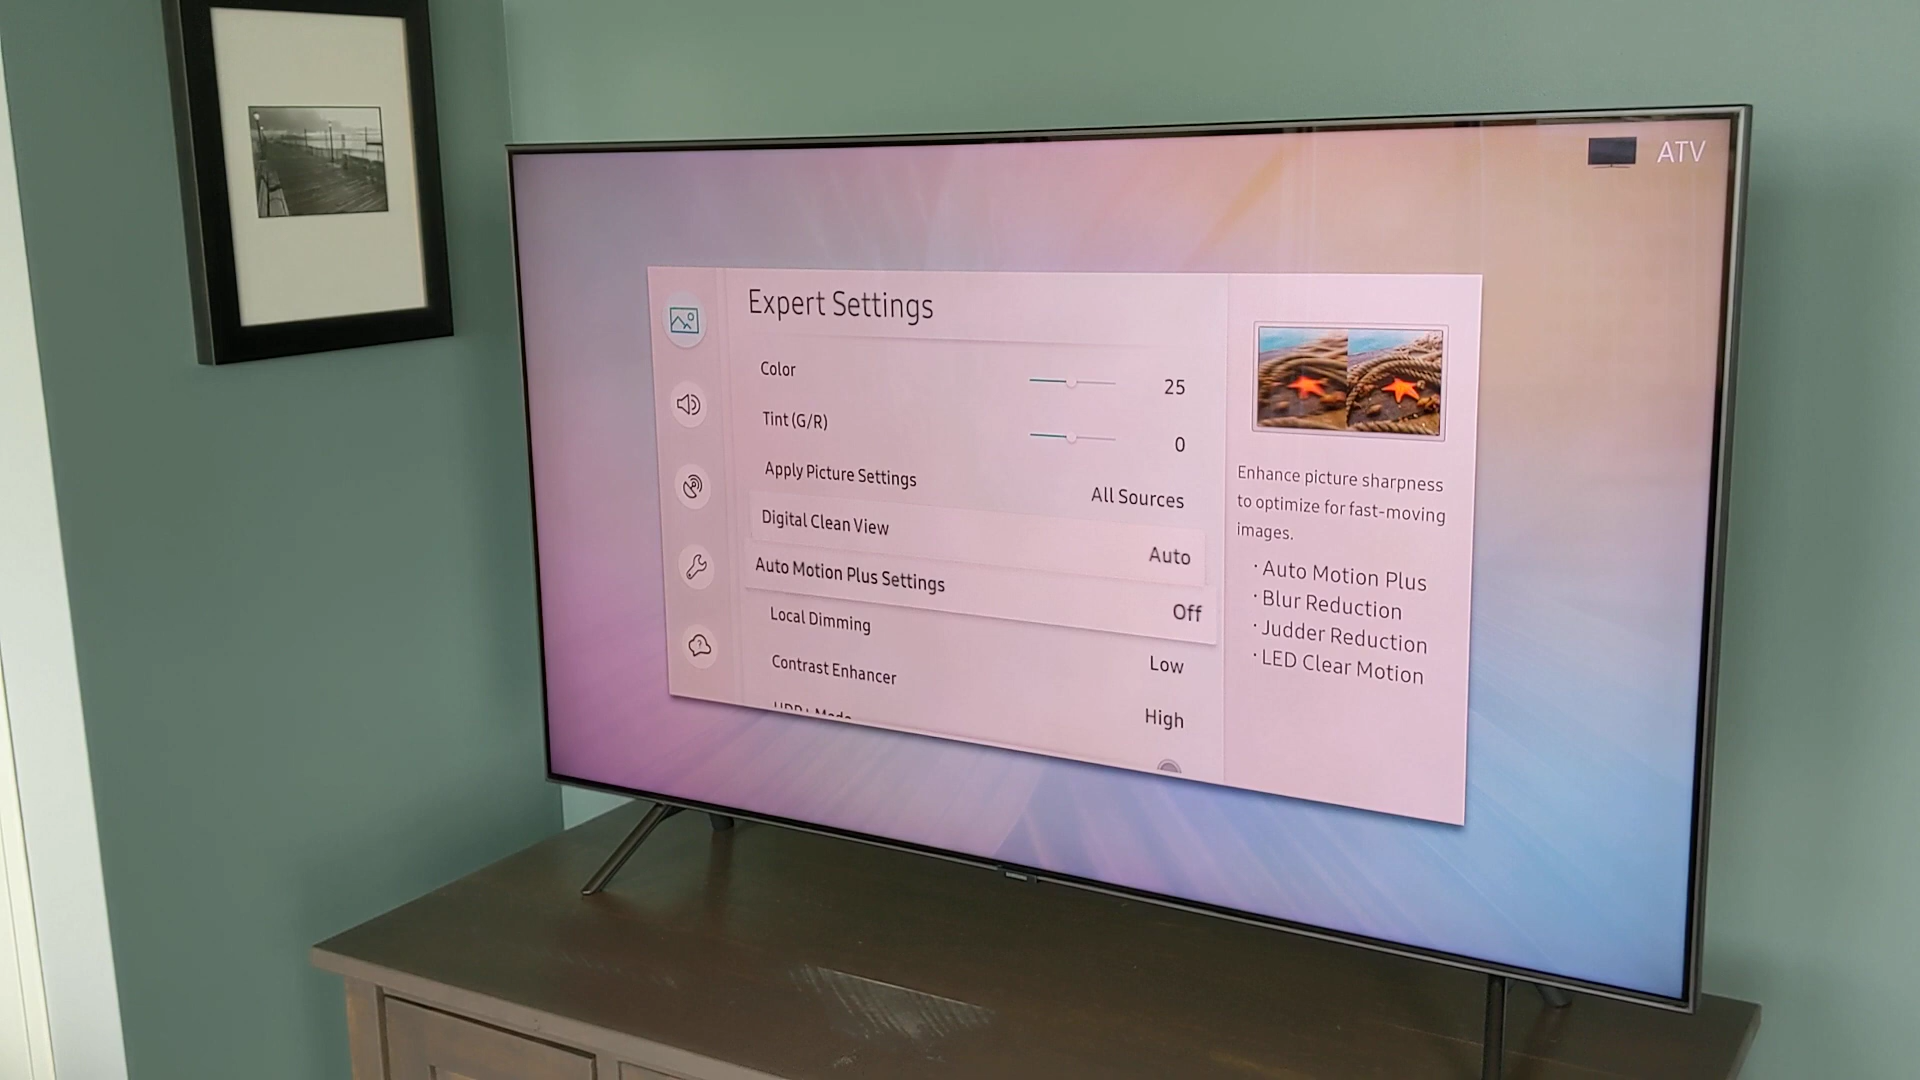 ATV
Expert Settings
Color 25
Tint (G/R) 0
Apply Picture Settings All Sources
Digital Clean View Auto
Auto Motion Plus Settings Off
Local Dimming Low
Contrast Enhancer High
HDR+ Mode
Enhance picture sharpness
to optimize for fast-moving
images.
· Auto Motion Plus
· Blur Reduction
· Judder Reduction
· LED Clear Motion